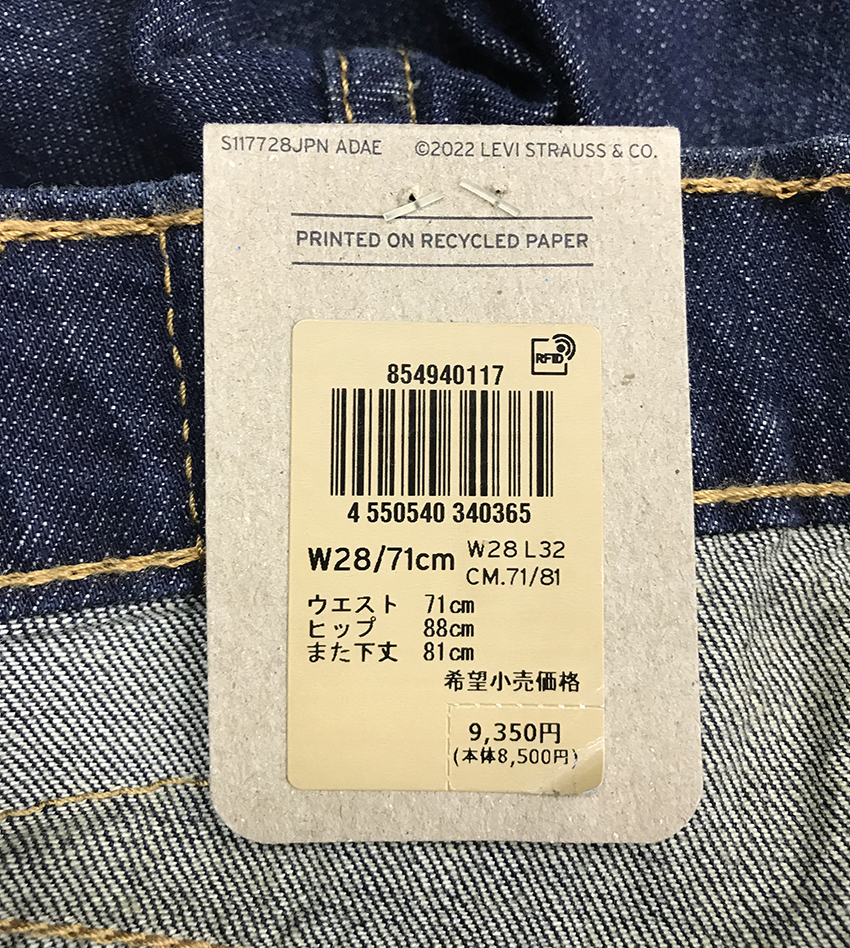 S117728JPN ADAE ©2022 LEVI STRAUSS & CO.
PRINTED ON RECYCLED PAPER
RFID
854940117
4 550540 340365
W28/71cm W28 L32
CM.71/81
ウエスト 71cm
ヒップ 88cm
また下丈 81cm
希望小売価格
9,350円
(本体8,500円)